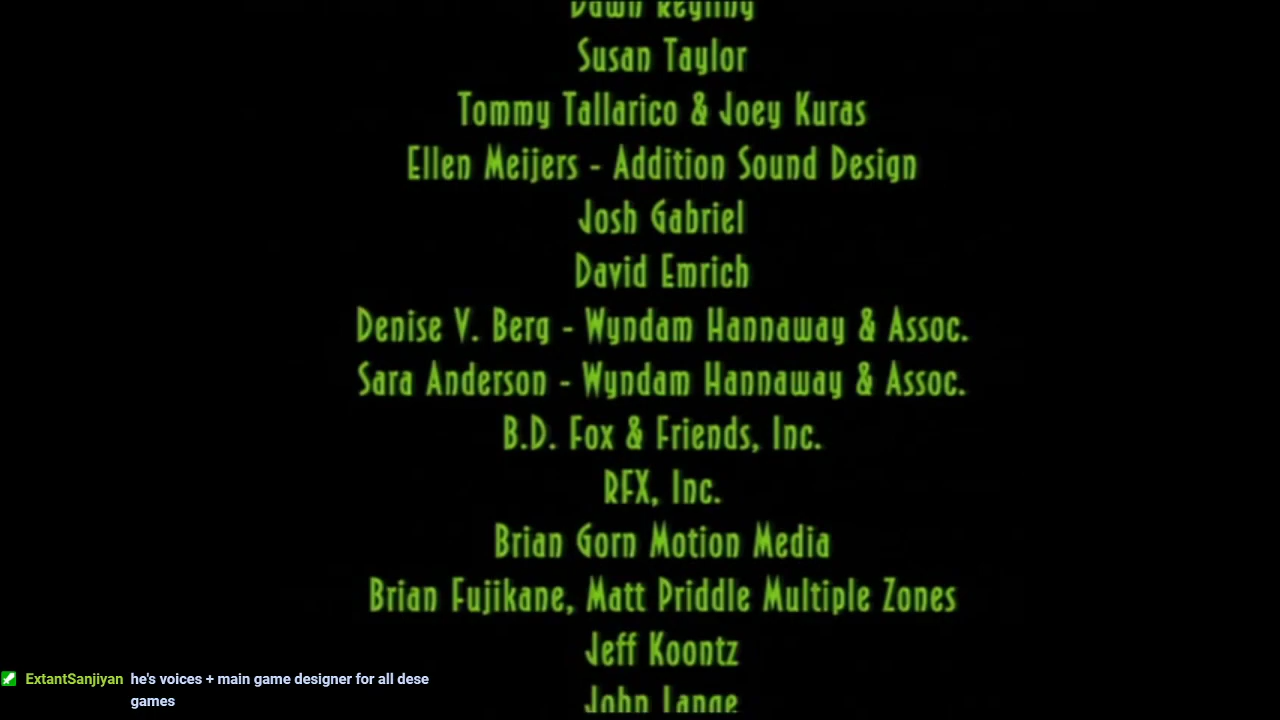 Susan Taylor
Tommy Tallarico & Joey Kuras
Ellen Meijers - Addition Sound Design
Josh Gabriel
David Emrich
Denise V. Berg - Wyndam Hannaway & Assoc.
Sara Anderson - Wyndam Hannaway & Assoc.
B.D. Fox & Friends, Inc.
RFX, Inc.
Brian Gorn Motion Media
Brian Fujikane, Matt Priddle Multiple Zones
Jeff Koontz
John Lange
ExtantSanjiyan he's voices + main game designer for all dese
games